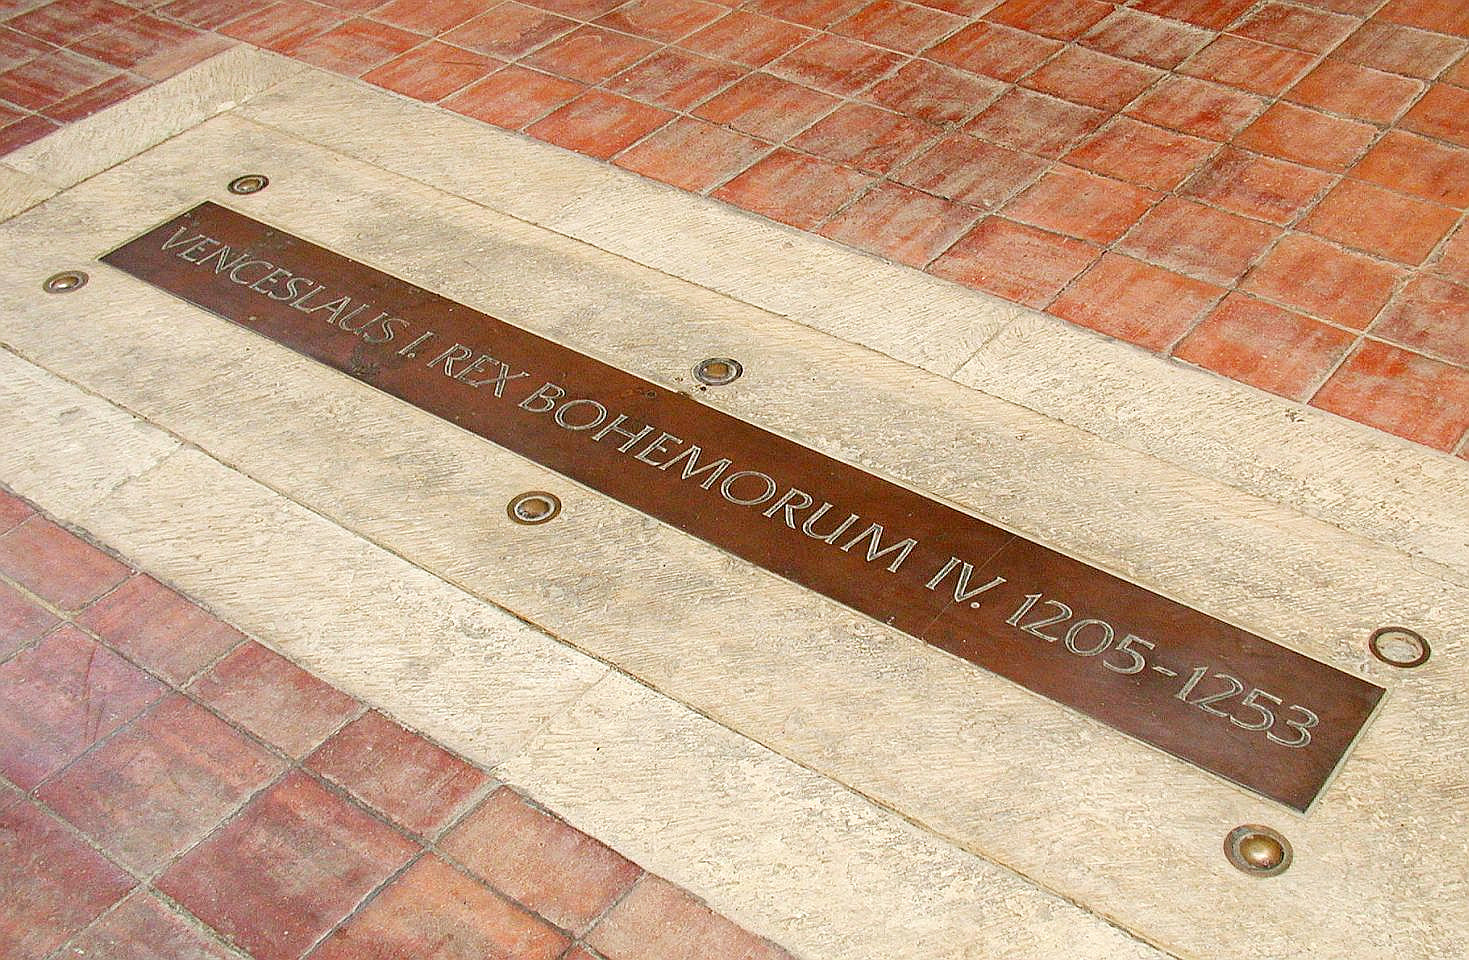 VENCESLAUS I. REX BOHEMORUM IV. 1205-1253